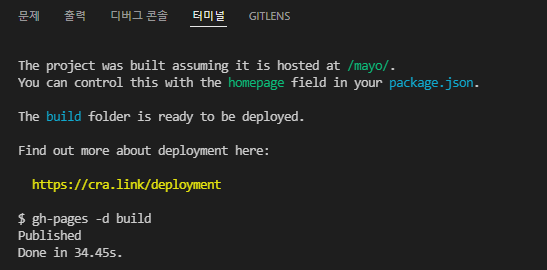 문제 출력 디버그 콘솔 터미널 GITLENS
The project was built assuming it is hosted at /mayo/.
You can control this with the homepage field in your package.json.
The build folder is ready to be deployed.
Find out more about deployment here:
https://cra.link/deployment
$ gh-pages -d build
Published
Done in 34.45s.